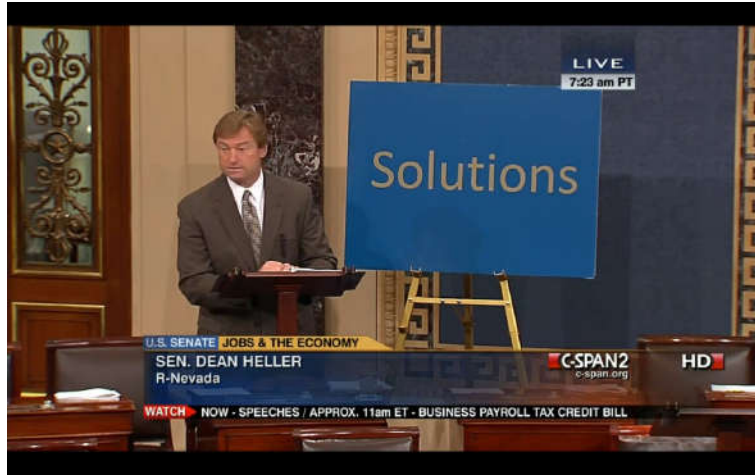 LIVE
7:23 am PT
Solutions
U.S. SENATE JOBS & THE ECONOMY
SEN. DEAN HELLER
R-Nevada
C-SPAN2
c-span.org
HD
WATCH NOW - SPEECHES / APPROX. 11am ET - BUSINESS PAYROLL TAX CREDIT BILL